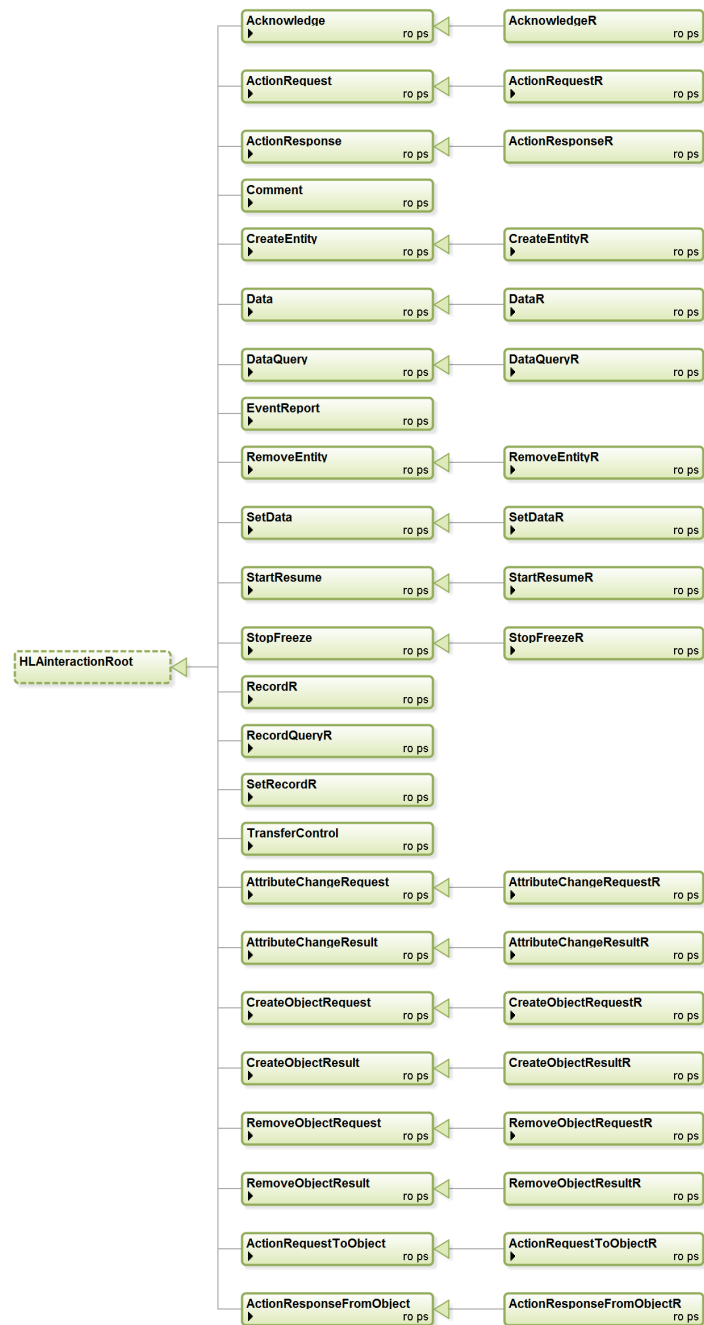 Acknowledge
ro ps
AcknowledgeR
ro ps
ActionRequest
ro ps
ActionRequestR
ro ps
ActionResponse
ro ps
ActionResponseR
ro ps
Comment
ro ps
CreateEntity
ro ps
CreateEntityR
ro ps
Data
ro ps
DataR
ro ps
DataQuery
ro ps
DataQueryR
ro ps
EventReport
ro ps
RemoveEntity
ro ps
RemoveEntityR
ro ps
SetData
ro ps
SetDataR
ro ps
StartResume
ro ps
StartResumeR
ro ps
StopFreeze
ro ps
StopFreezeR
ro ps
HLAinteractionRoot
RecordR
ro ps
RecordQueryR
ro ps
SetRecordR
ro ps
TransferControl
ro ps
AttributeChangeRequest
ro ps
AttributeChangeRequestR
ro ps
AttributeChangeResult
ro ps
AttributeChangeResultR
ro ps
CreateObjectRequest
ro ps
CreateObjectRequestR
ro ps
CreateObjectResult
ro ps
CreateObjectResultR
ro ps
RemoveObjectRequest
ro ps
RemoveObjectRequestR
ro ps
RemoveObjectResult
ro ps
RemoveObjectResultR
ro ps
ActionRequestToObject
ro ps
ActionRequestToObjectR
ro ps
ActionResponseFromObject
ro ps
ActionResponseFromObjectR
ro ps